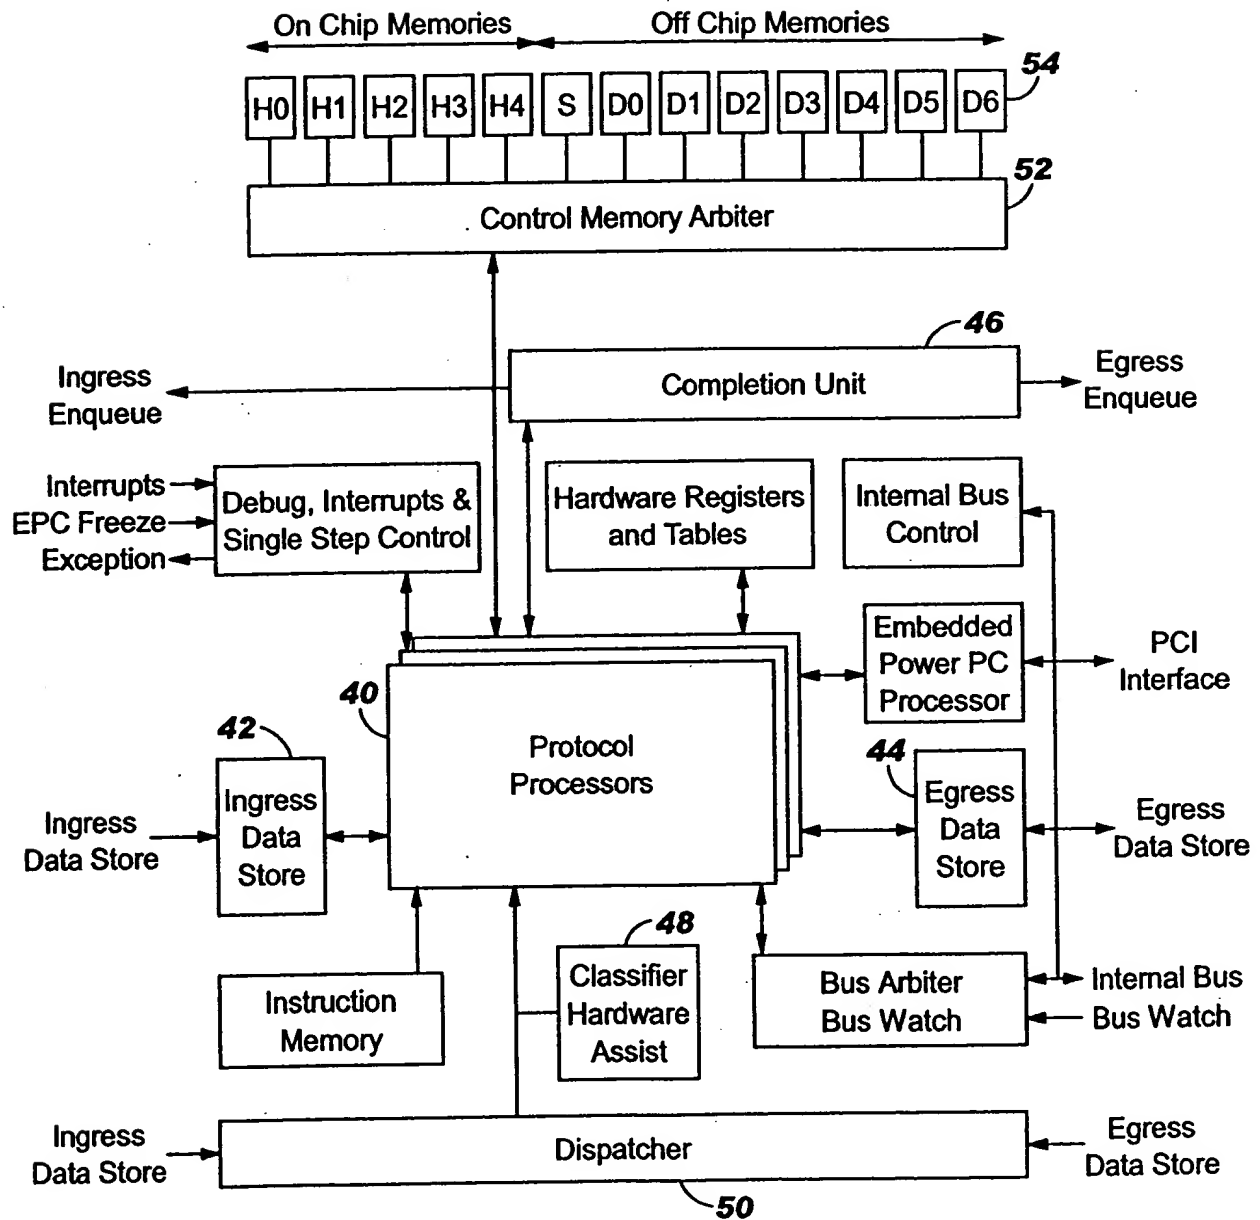 On Chip Memories
Off Chip Memories
54
H0 H1 H2 H3 H4 S D0 D1 D2 D3 D4 D5 D6
52
Control Memory Arbiter
46
Ingress
Enqueue
Completion Unit
Egress
Enqueue
Interrupts
EPC Freeze
Exception
Debug, Interrupts &
Single Step Control
Hardware Registers
and Tables
Internal Bus
Control
Embedded
Power PC
Processor
PCI
Interface
40
Protocol
Processors
42
Ingress
Data
Store
Ingress
Data Store
44
Egress
Data
Store
Egress
Data Store
Instruction
Memory
48
Classifier
Hardware
Assist
Bus Arbiter
Bus Watch
Internal Bus
Bus Watch
Ingress
Data Store
Dispatcher
Egress
Data Store
50